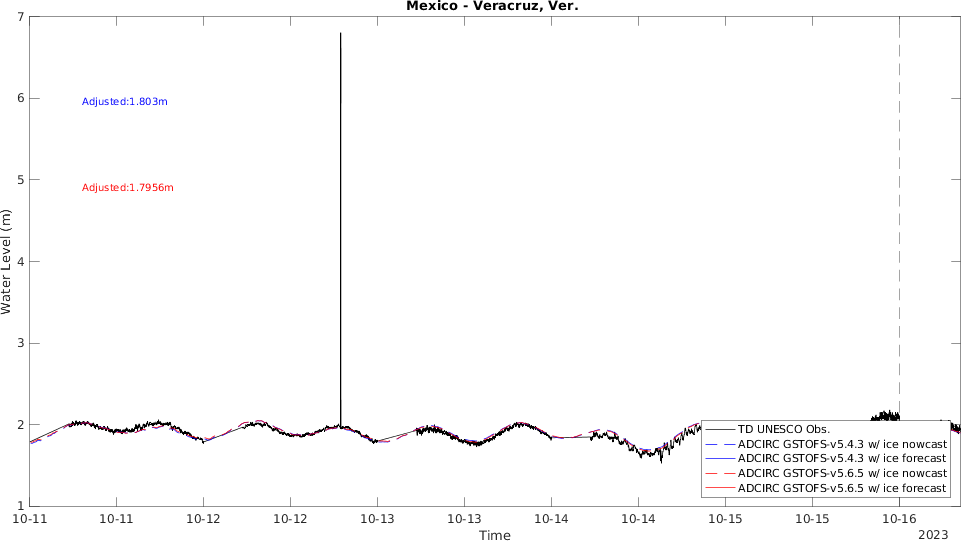 Mexico - Veracruz, Ver.
7
6
5
4
3
2
1
Water Level (m)
Adjusted:1.803m
Adjusted:1.7956m
TD UNESCO Obs.
ADCIRC GSTOFS-v5.4.3 w/ ice nowcast
ADCIRC GSTOFS-v5.4.3 w/ ice forecast
ADCIRC GSTOFS-v5.6.5 w/ ice nowcast
ADCIRC GSTOFS-v5.6.5 w/ ice forecast
10-11 10-11 10-12 10-12 10-13 10-13 10-14 10-14 10-15 10-15 10-16
Time
2023